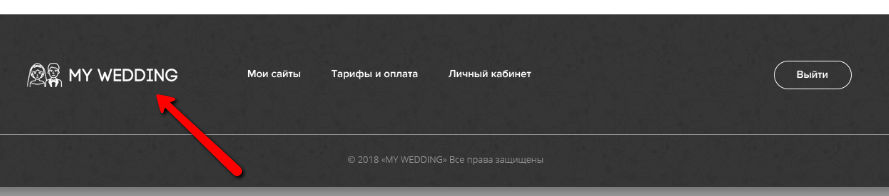 MY WEDDING Мои сайты Тарифы и оплата Личный кабинет Выйти
© 2018 «MY WEDDING» Все права защищены